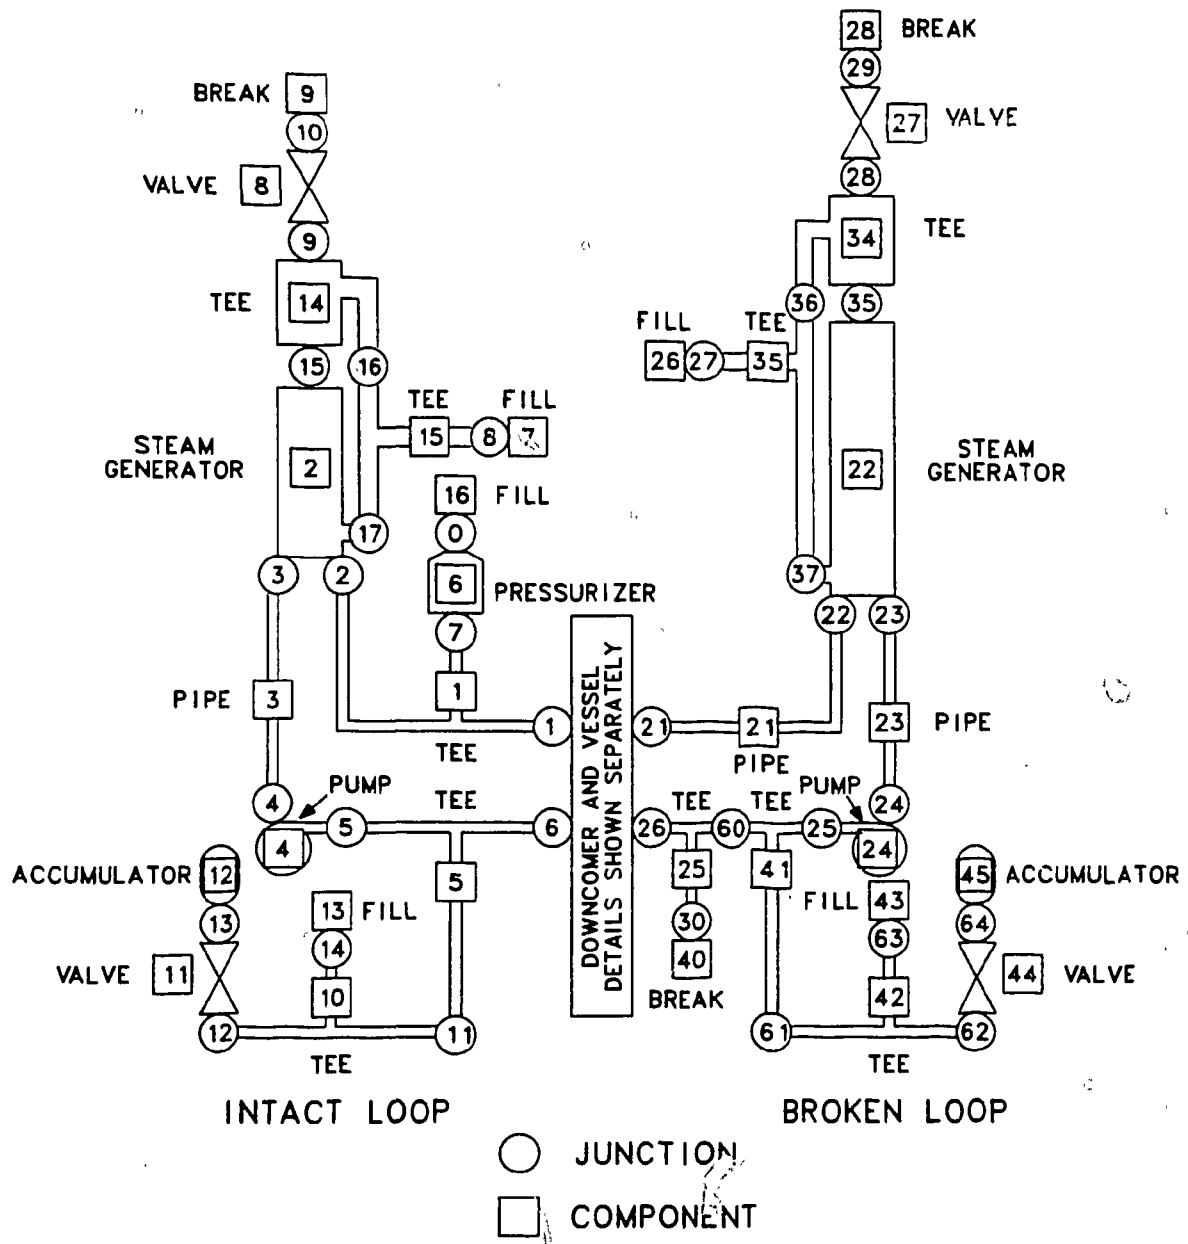 28 BREAK
29
27 VALVE
28
34 TEE
36 35
FILL TEE
26 27 35
STEAM
GENERATOR
22
37
22 23
BREAK 9
10
VALVE 8
9
TEE 14
15 16
TEE FILL
15 8 7
STEAM
GENERATOR
2
17
3 2
16 FILL
0
6 PRESSURIZER
7
PIPE 3
1
1
TEE
DOWNCOMER AND VESSEL
DETAILS SHOWN SEPARATELY
21 21
PIPE
23 PIPE
4 PUMP
4 5 TEE 6
5
ACCUMULATOR 12
13
13 FILL
14
VALVE 11
10
12 11
TEE
PUMP 24
TEE TEE
26 60 25 24
25 41
30
40
BREAK
FILL 43
63
42
45 ACCUMULATOR
64
44 VALVE
61 62
TEE
INTACT LOOP
BROKEN LOOP
JUNCTION
COMPONENT